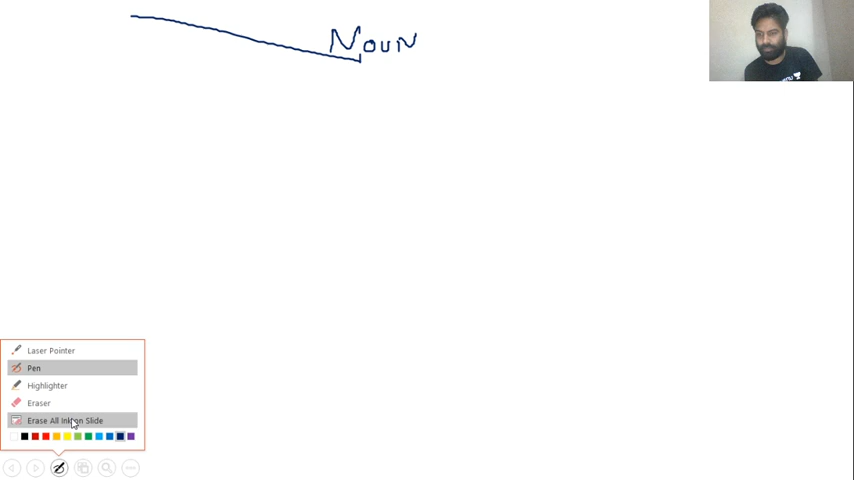 NOUN
Laser Pointer
Pen
Highlighter
Eraser
Erase All Ink on Slide